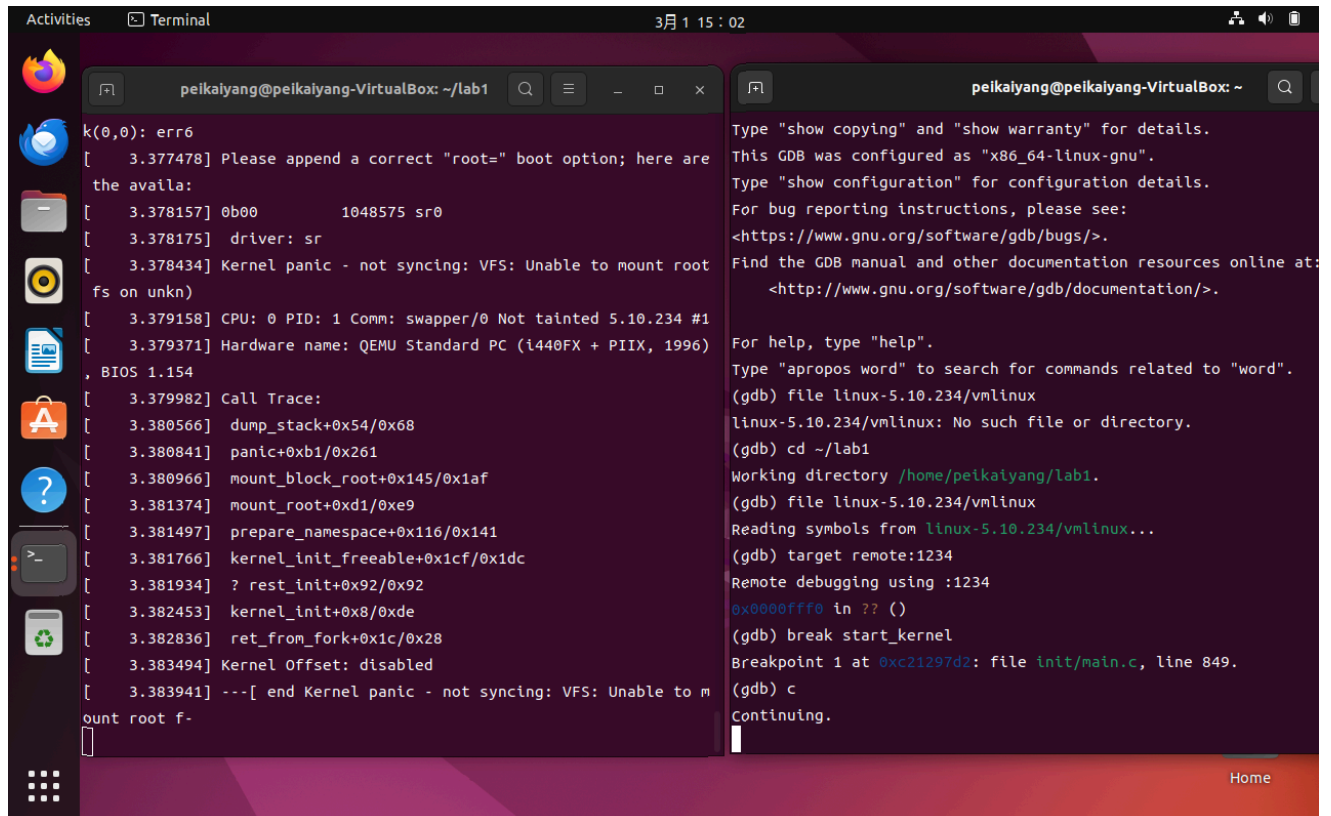 Activities Terminal 3月 1 15：02
peikaiyang@peikaiyang-VirtualBox: ~/lab1
k(0,0): err6
[    3.377478] Please append a correct "root=" boot option; here are
 the availa:
[    3.378157] 0b00         1048575 sr0
[    3.378175]  driver: sr
[    3.378434] Kernel panic - not syncing: VFS: Unable to mount root
 fs on unkn)
[    3.379158] CPU: 0 PID: 1 Comm: swapper/0 Not tainted 5.10.234 #1
[    3.379371] Hardware name: QEMU Standard PC (i440FX + PIIX, 1996)
, BIOS 1.154
[    3.379982] Call Trace:
[    3.380566]  dump_stack+0x54/0x68
[    3.380841]  panic+0xb1/0x261
[    3.380966]  mount_block_root+0x145/0x1af
[    3.381374]  mount_root+0xd1/0xe9
[    3.381497]  prepare_namespace+0x116/0x141
[    3.381766]  kernel_init_freeable+0x1cf/0x1dc
[    3.381934]  ? rest_init+0x92/0x92
[    3.382453]  kernel_init+0x8/0xde
[    3.382836]  ret_from_fork+0x1c/0x28
[    3.383494] Kernel Offset: disabled
[    3.383941] ---[ end Kernel panic - not syncing: VFS: Unable to m
ount root f-
peikaiyang@peikaiyang-VirtualBox: ~
Type "show copying" and "show warranty" for details.
This GDB was configured as "x86_64-linux-gnu".
Type "show configuration" for configuration details.
For bug reporting instructions, please see:
<https://www.gnu.org/software/gdb/bugs/>.
Find the GDB manual and other documentation resources online at:
    <http://www.gnu.org/software/gdb/documentation/>.
For help, type "help".
Type "apropos word" to search for commands related to "word".
(gdb) file linux-5.10.234/vmlinux
linux-5.10.234/vmlinux: No such file or directory.
(gdb) cd ~/lab1
Working directory /home/peikaiyang/lab1.
(gdb) file linux-5.10.234/vmlinux
Reading symbols from linux-5.10.234/vmlinux...
(gdb) target remote:1234
Remote debugging using :1234
0x0000fff0 in ?? ()
(gdb) break start_kernel
Breakpoint 1 at 0xc21297d2: file init/main.c, line 849.
(gdb) c
Continuing.
Home